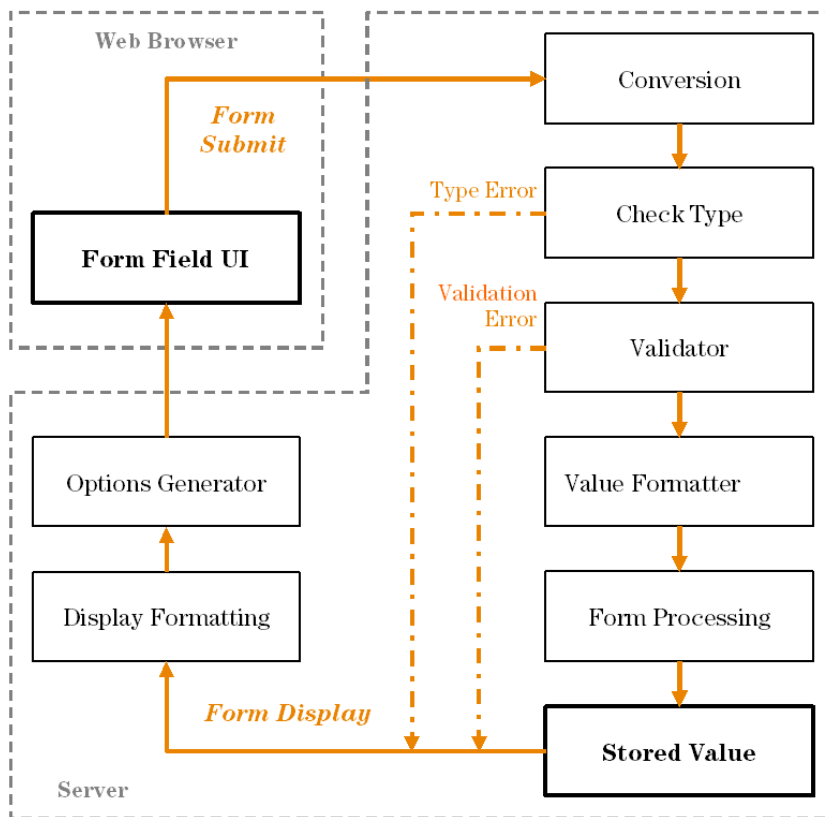 Web Browser
Conversion
Form
Submit
Type Error
Check Type
Form Field UI
Validation
Error
Validator
Options Generator
Value Formatter
Display Formatting
Form Processing
Form Display
Stored Value
Server